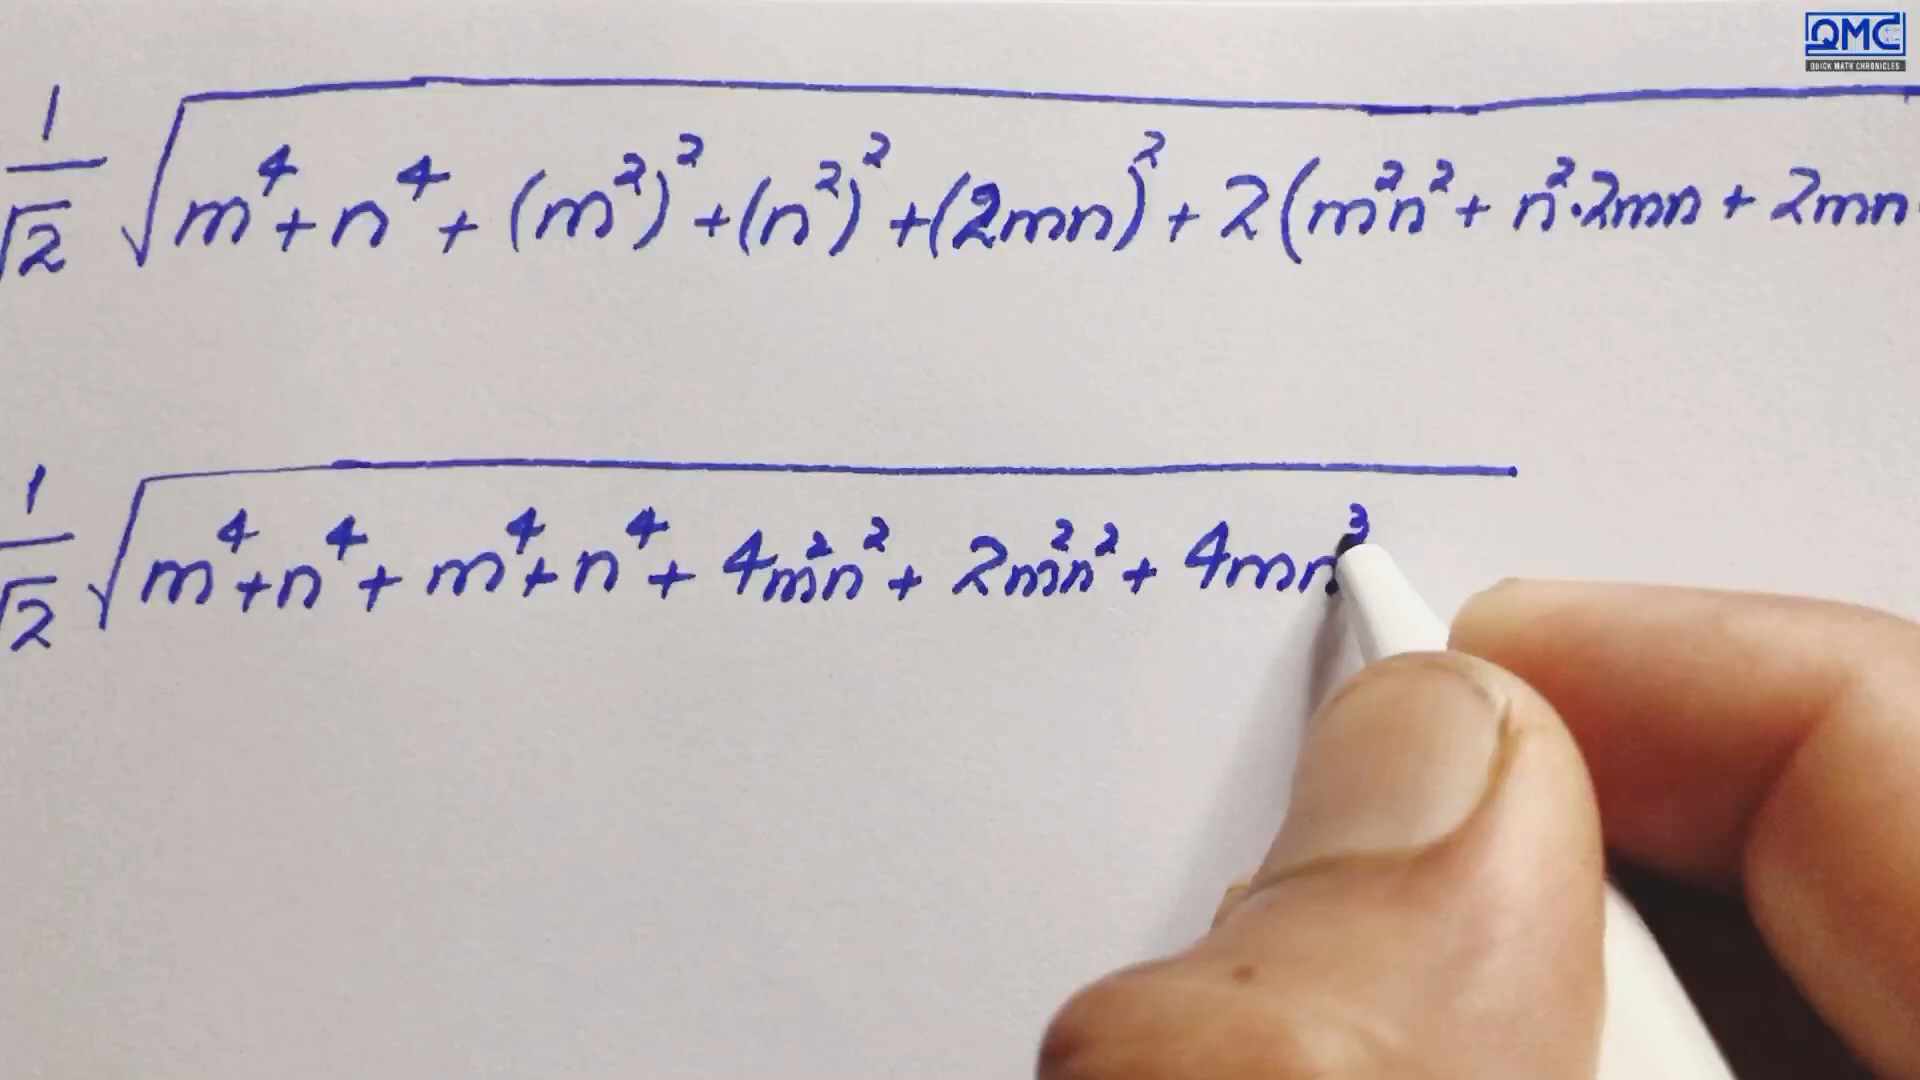 QMC
QUICK MATH CHRONICLES
1/√2 √(m⁴ + n⁴ + (m²)² + (n²)² + (2mn)² + 2(m²n² + n²·2mn + 2mn·
1/√2 √(m⁴ + n⁴ + m⁴ + n⁴ + 4m²n² + 2m²n² + 4mn³